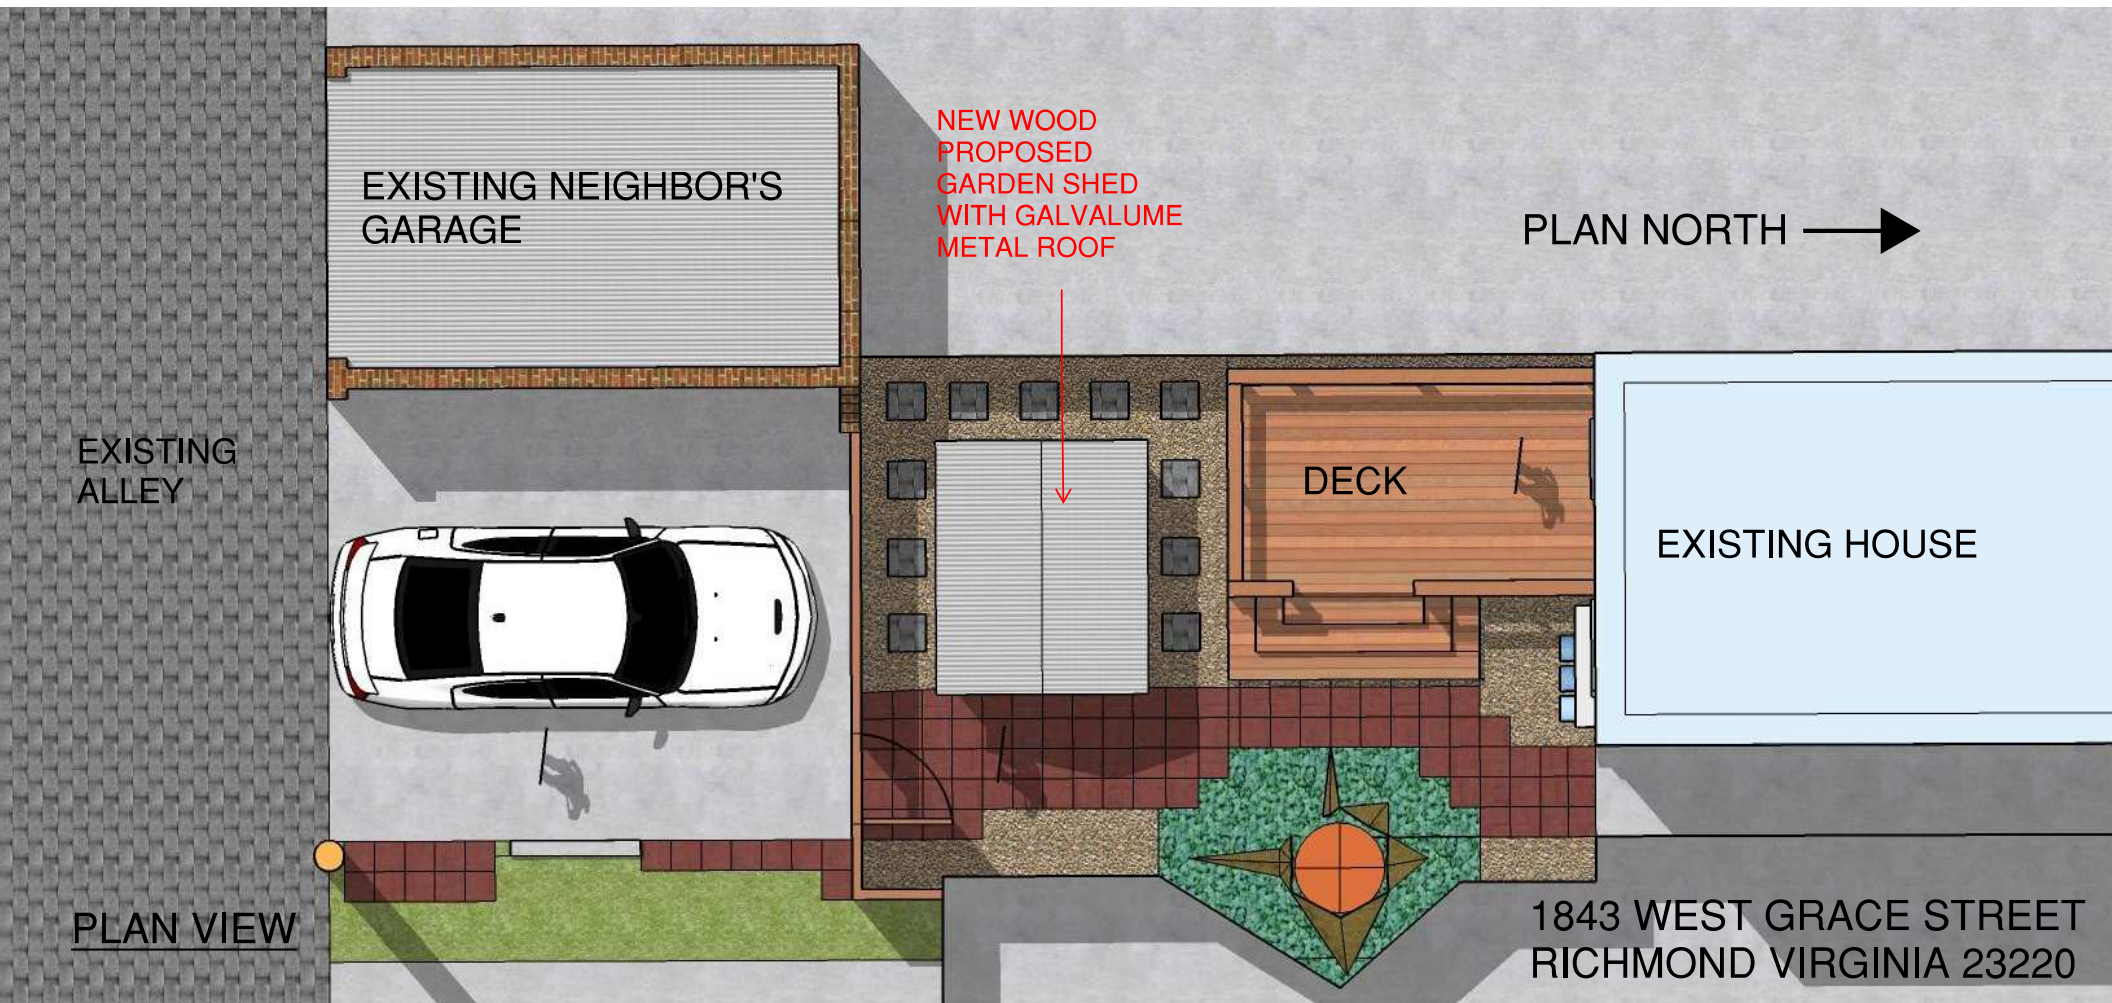 NEW WOOD
PROPOSED
GARDEN SHED
WITH GALVALUME
METAL ROOF
EXISTING NEIGHBOR'S
GARAGE
PLAN NORTH
EXISTING
ALLEY
DECK
EXISTING HOUSE
PLAN VIEW
1843 WEST GRACE STREET
RICHMOND VIRGINIA 23220